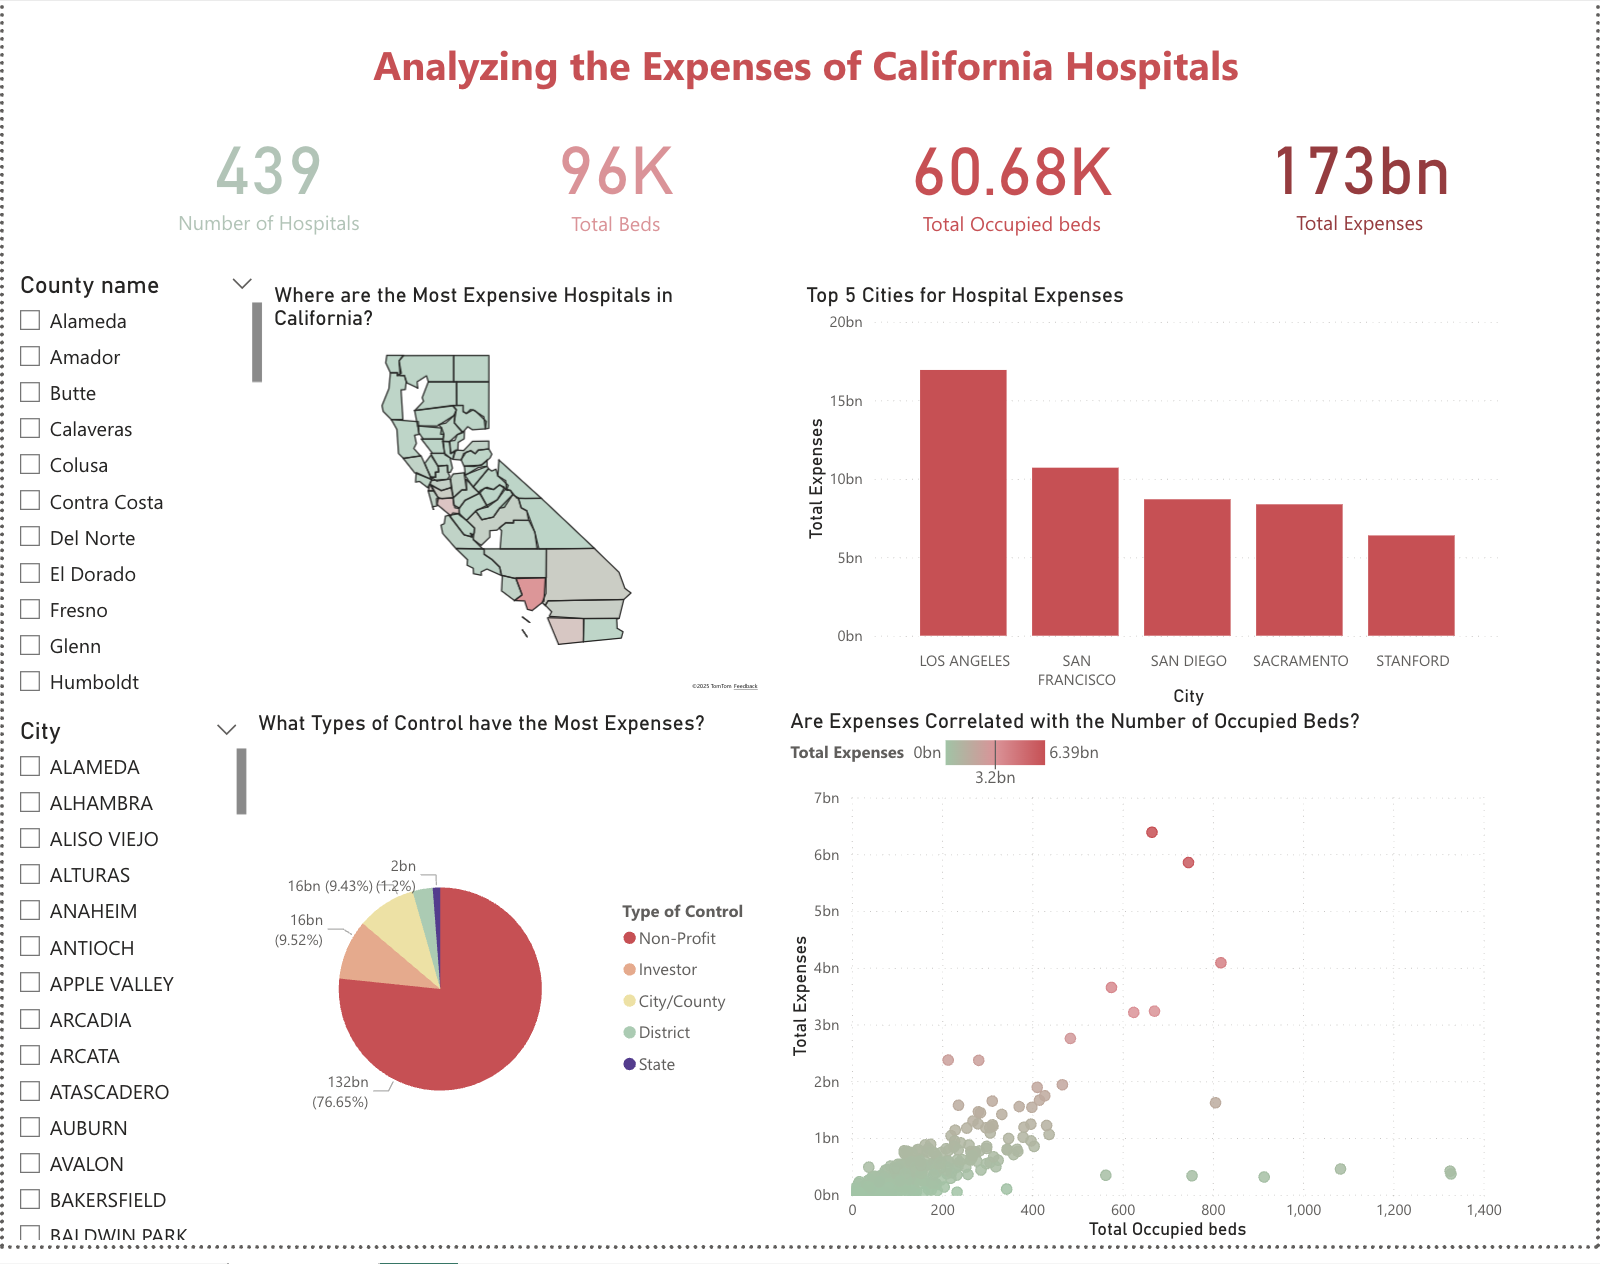 Analyzing the Expenses of California Hospitals
439
Number of Hospitals
96K
Total Beds
60.68K
Total Occupied beds
173bn
Total Expenses
County name
Alameda
Amador
Butte
Calaveras
Colusa
Contra Costa
Del Norte
El Dorado
Fresno
Glenn
Humboldt
Where are the Most Expensive Hospitals in
California?
©2025 TomTom Feedback
Top 5 Cities for Hospital Expenses
Total Expenses
20bn
15bn
10bn
5bn
0bn
LOS ANGELES
SAN
FRANCISCO
SAN DIEGO
SACRAMENTO
STANFORD
City
City
ALAMEDA
ALHAMBRA
ALISO VIEJO
ALTURAS
ANAHEIM
ANTIOCH
APPLE VALLEY
ARCADIA
ARCATA
ATASCADERO
AUBURN
AVALON
BAKERSFIELD
BALDWIN PARK
What Types of Control have the Most Expenses?
2bn
(1.2%)
16bn (9.43%)
16bn
(9.52%)
132bn
(76.65%)
Type of Control
Non-Profit
Investor
City/County
District
State
Are Expenses Correlated with the Number of Occupied Beds?
Total Expenses 0bn 6.39bn
3.2bn
Total Expenses
7bn
6bn
5bn
4bn
3bn
2bn
1bn
0bn
0 200 400 600 800 1,000 1,200 1,400
Total Occupied beds